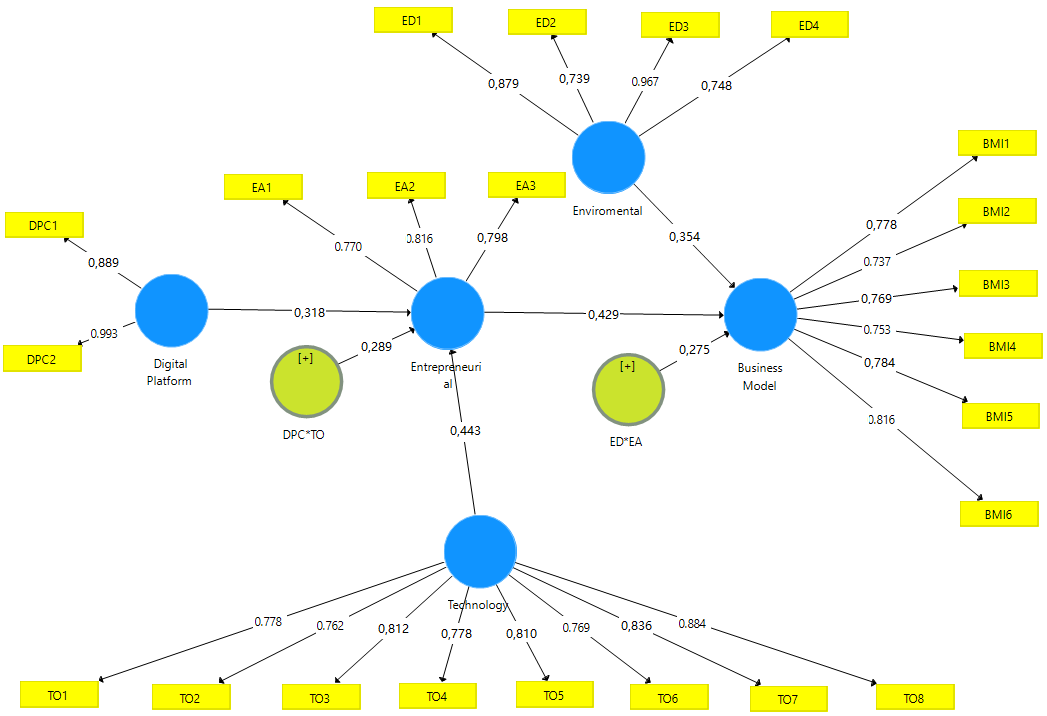 ED1
ED2
ED3
ED4
0,879
0,739
0.967
0,748
BMI1
EA1
EA2
EA3
Enviromental
BMI2
DPC1
0,778
0,354
0.770
0.816
0,798
0,889
0.737
BMI3
0,769
0,318
0,429
0.753
0.993
BMI4
DPC2
0,289
0,275
0,784
[+]
[+]
Digital
Platform
Entrepreneuri
al
Business
Model
BMI5
0.816
DPC*TO
0,443
ED*EA
BMI6
Technology
0.778
0.762
0,812
0,778
0,810
0.769
0,836
0.884
TO1
TO2
TO3
TO4
TO5
TO6
TO7
TO8